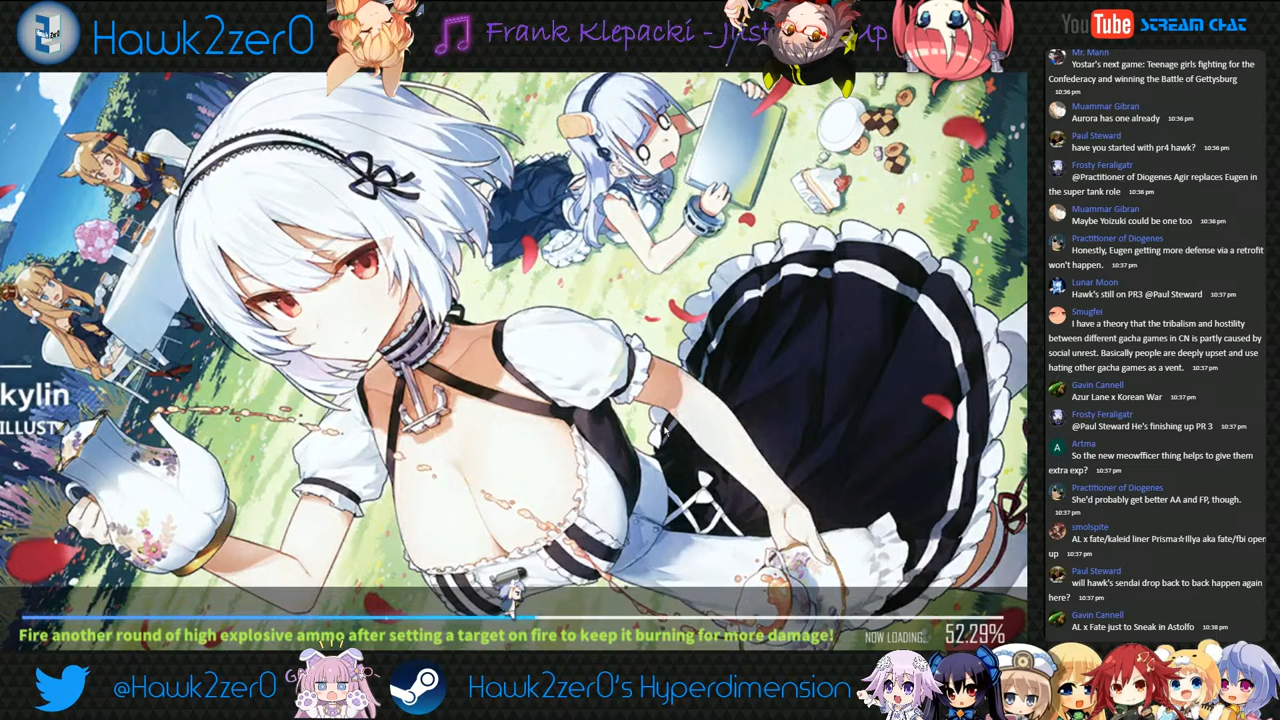 Hawk2zer0
Frank Klepacki - Just
up
You Tube STREAM CHAT
Mr. Mann
Yostar's next game: Teenage girls fighting for the
Confederacy and winning the Battle of Gettysburg
10:36 pm
Muammar Gibran
Aurora has one already 10:36 pm
Paul Steward
have you started with pr4 hawk? 10:36 pm
Frosty Feraligatr
@Practitioner of Diogenes Agir replaces Eugen in
the super tank role 10:36 pm
Muammar Gibran
Maybe Yoizuki could be one too 10:36 pm
Practitioner of Diogenes
Honestly, Eugen getting more defense via a retrofit
won't happen. 10:37 pm
Lunar Moon
Hawk's still on PR3 @Paul Steward 10:37 pm
Smugfei
I have a theory that the tribalism and hostility
between different gacha games in CN is partly caused by
social unrest. Basically people are deeply upset and use
hating other gacha games as a vent. 10:37 pm
Gavin Cannell
Azur Lane x Korean War 10:37 pm
Frosty Feraligatr
@Paul Steward He's finishing up PR 3 10:37 pm
A
Artma
So the new meowfficer thing helps to give them
extra exp? 10:37 pm
Practitioner of Diogenes
She'd probably get better AA and FP, though.
10:37 pm
smolspite
AL x fate/kaleid liner Prisma☆Illya aka fate/fbi open
up 10:37 pm
Paul Steward
will hawk's sendai drop back to back happen again
here? 10:37 pm
Gavin Cannell
AL x Fate just to Sneak in Astolfo 10:38 pm
kylin
ILLUST
Fire another round of high explosive ammo after setting a target on fire to keep it burning for more damage!
NOW LOADING... 52.29%
@Hawk2zer0
Hawk2zer0's Hyperdimension